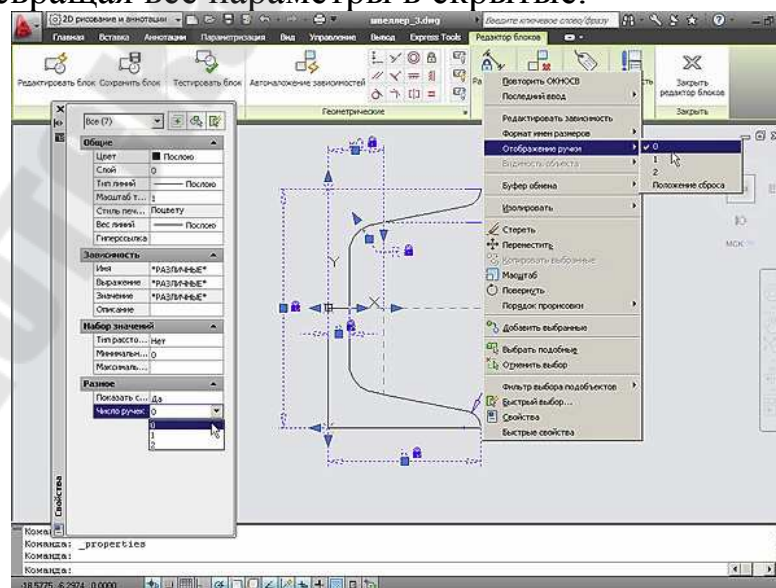 вращая все параметры в скрытые.
2D рисование и аннотации
швеллер_3.dwg
Введите ключевое слово/фразу
Главная Вставка Аннотации Параметризация Вид Управление Вывод Express Tools Редактор блоков
Редактировать блок Сохранить блок Тестировать блок Автоналожение зависимостей
Закрыть редактор блоков
Геометрические
Закрыть
Все (7)
Общие
Цвет Послою
Слой 0
Тип линий Послою
Масштаб т... 1
Стиль печ... Поцвету
Вес линий Послою
Гиперссылка
Зависимость
Имя *РАЗЛИЧНЫЕ*
Выражение *РАЗЛИЧНЫЕ*
Значение *РАЗЛИЧНЫЕ*
Описание
Набор значений
Тип рассто... Нет
Минимальн... 0
Максималь...
Разное
Показать с... Да
Число ручек 0
0
1
2
Свойства
Y
X
Повторить ОКНОСВ
Последний ввод
Редактировать зависимость
Формат имен размеров
Отображение ручки
Видимость объекта
Буфер обмена
Изолировать
Стереть
Переместить
Копировать выбранные
Масштаб
Повернуть
Порядок прорисовки
Добавить выбранные
Выбрать подобные
Отменить выбор
Фильтр выбора подобъектов
Быстрый выбор...
Свойства
Быстрые свойства
0
1
2
Положение сброса
МСК
Команда: _properties
Команда:
Команда:
-18.5775, 6.2974, 0.0000